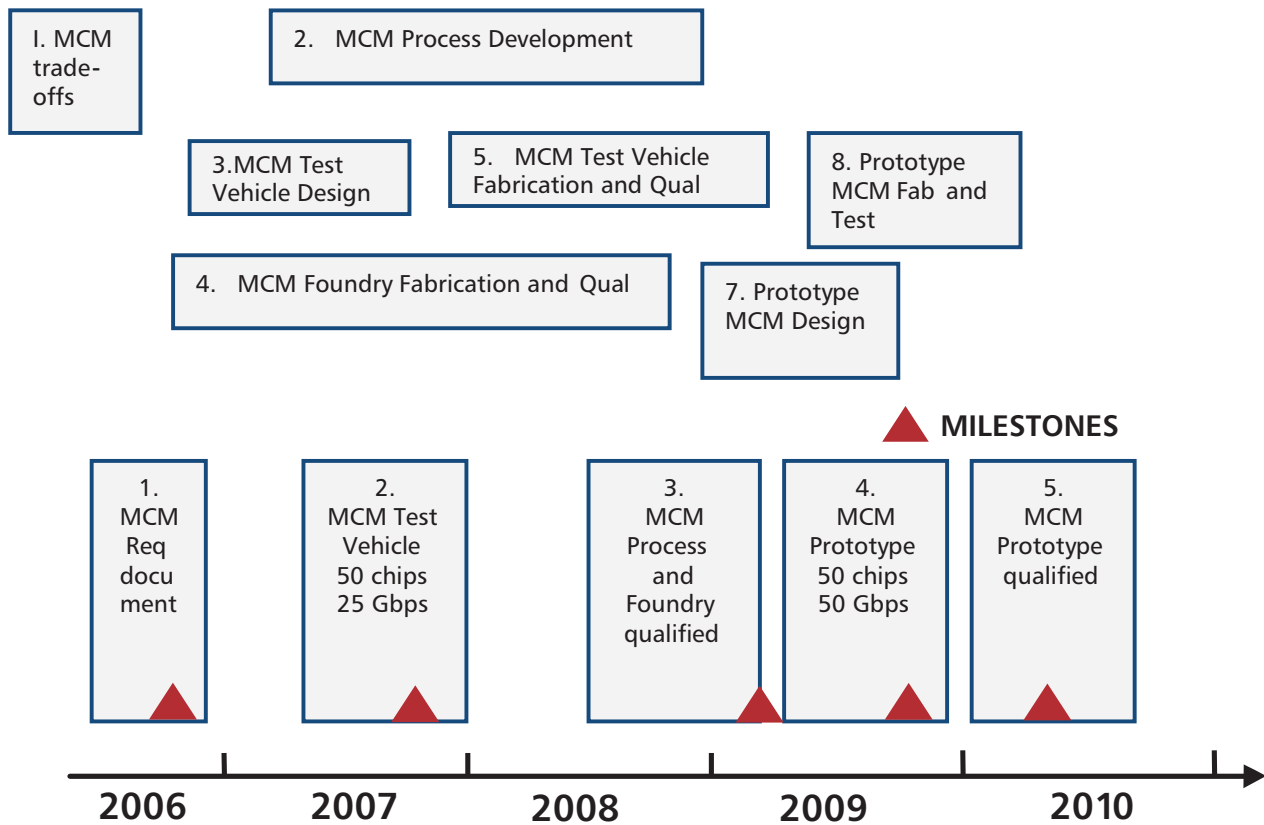 I. MCM
trade-
offs
2. MCM Process Development
3.MCM Test
Vehicle Design
5. MCM Test Vehicle
Fabrication and Qual
8. Prototype
MCM Fab and
Test
4. MCM Foundry Fabrication and Qual
7. Prototype
MCM Design
MILESTONES
1.
MCM
Req
docu
ment
2.
MCM Test
Vehicle
50 chips
25 Gbps
3.
MCM
Process
and
Foundry
qualified
4.
MCM
Prototype
50 chips
50 Gbps
5.
MCM
Prototype
qualified
2006
2007
2008
2009
2010